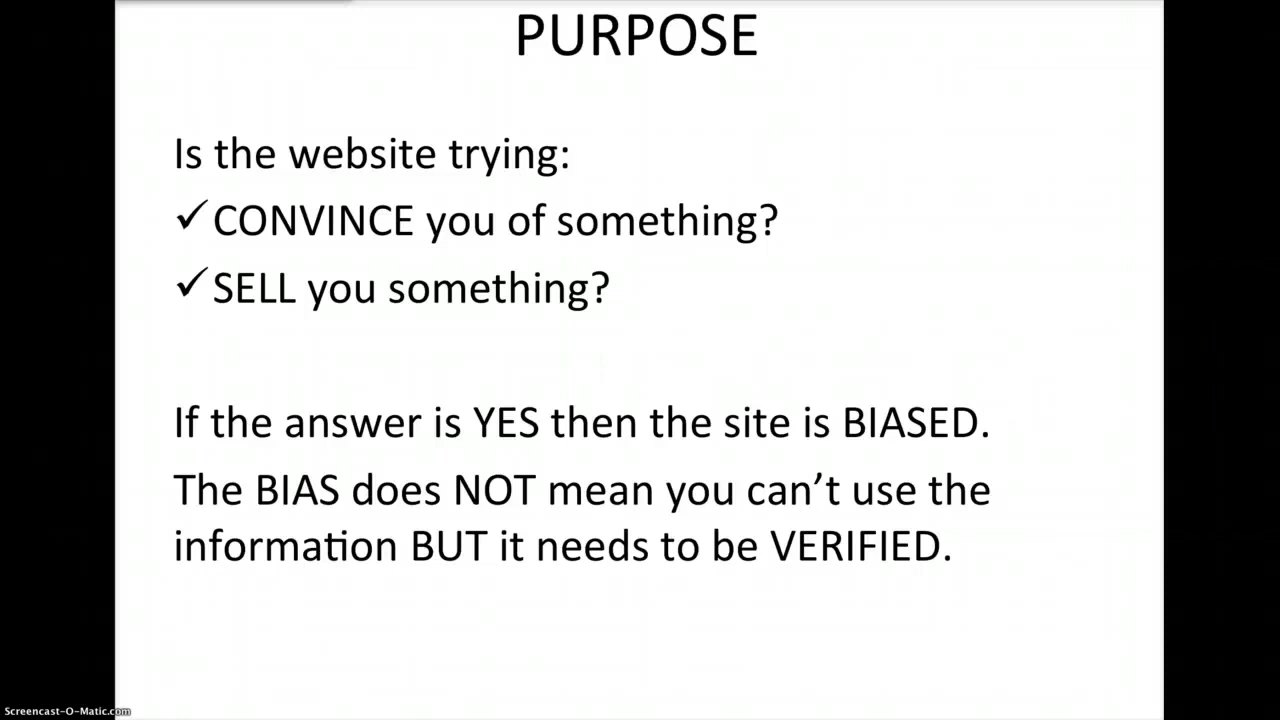 PURPOSE
Is the website trying:
✓CONVINCE you of something?
✓SELL you something?
If the answer is YES then the site is BIASED.
The BIAS does NOT mean you can’t use the
information BUT it needs to be VERIFIED.
Screencast-O-Matic.com